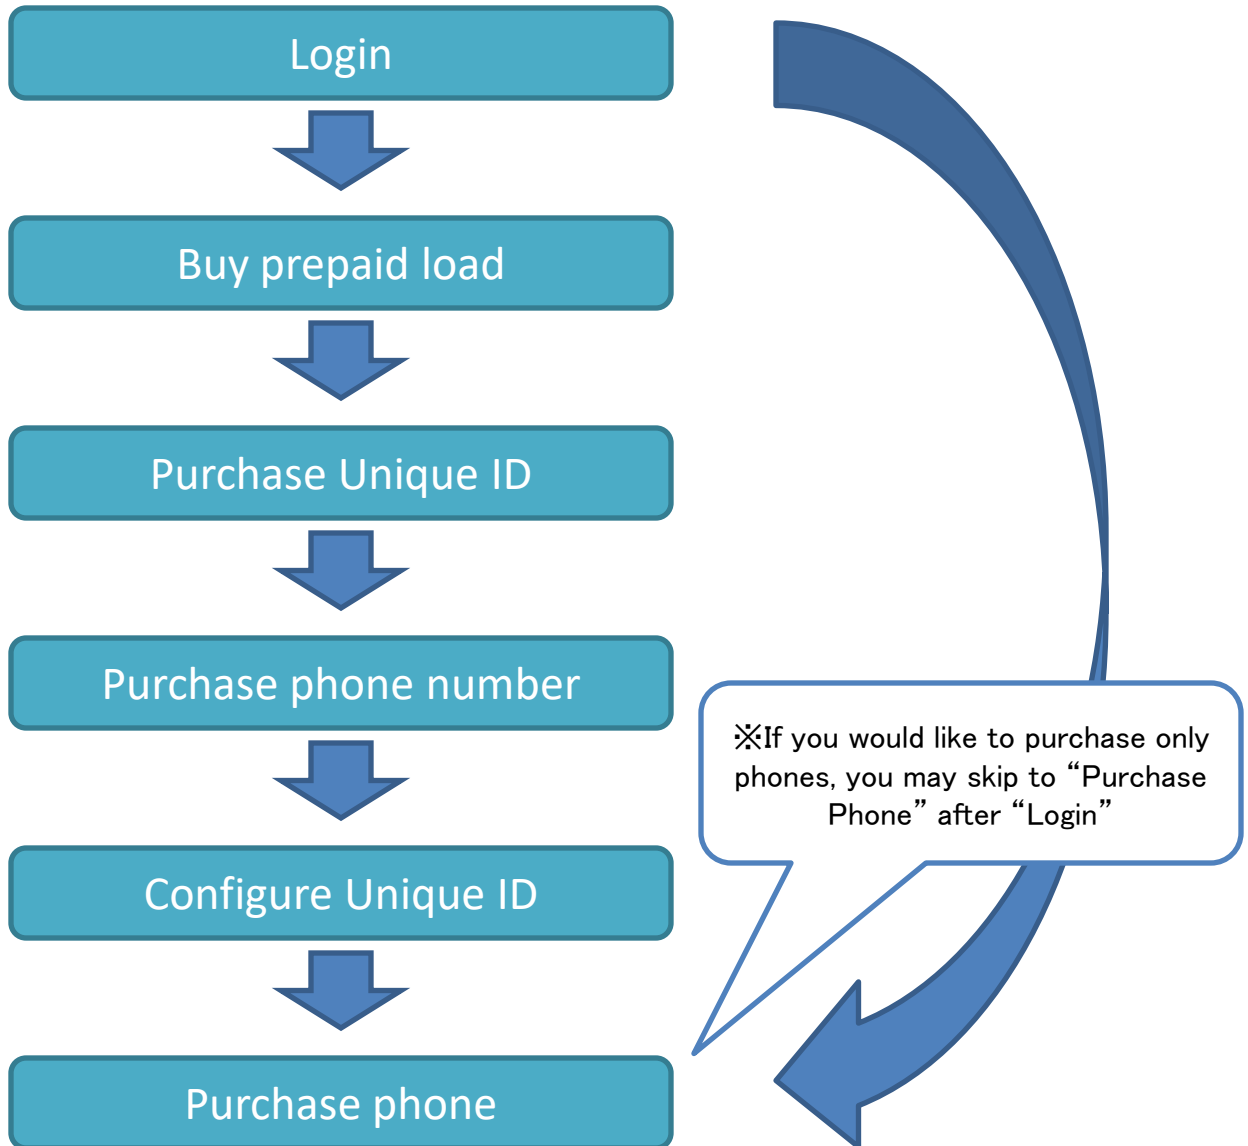 Login
Buy prepaid load
Purchase Unique ID
Purchase phone number
※If you would like to purchase only
phones, you may skip to “Purchase
Phone” after “Login”
Configure Unique ID
Purchase phone